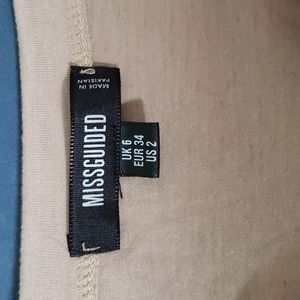 MISSGUIDED
MADE IN
PAKISTAN
UK 6
EUR 34
US 2